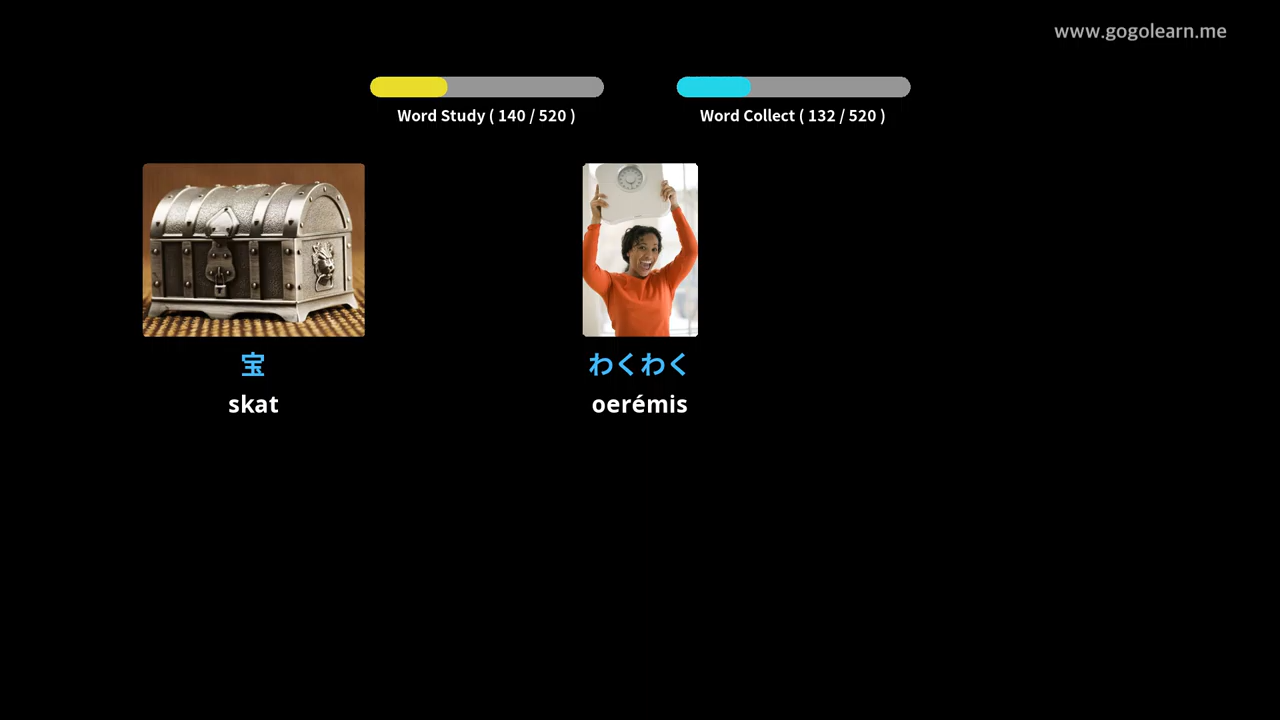 www.gogolearn.me
Word Study ( 140 / 520 )
Word Collect ( 132 / 520 )
宝
skat
わくわく
oerémis